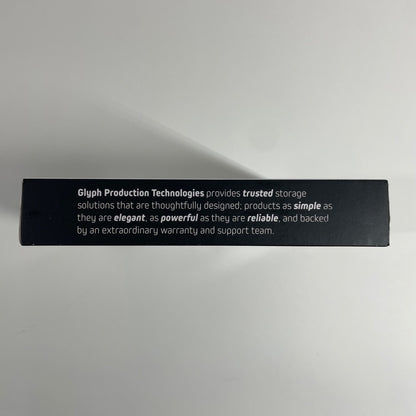 Glyph Production Technologies provides trusted storage
solutions that are thoughtfully designed; products as simple as
they are elegant, as powerful as they are reliable, and backed
by an extraordinary warranty and support team.